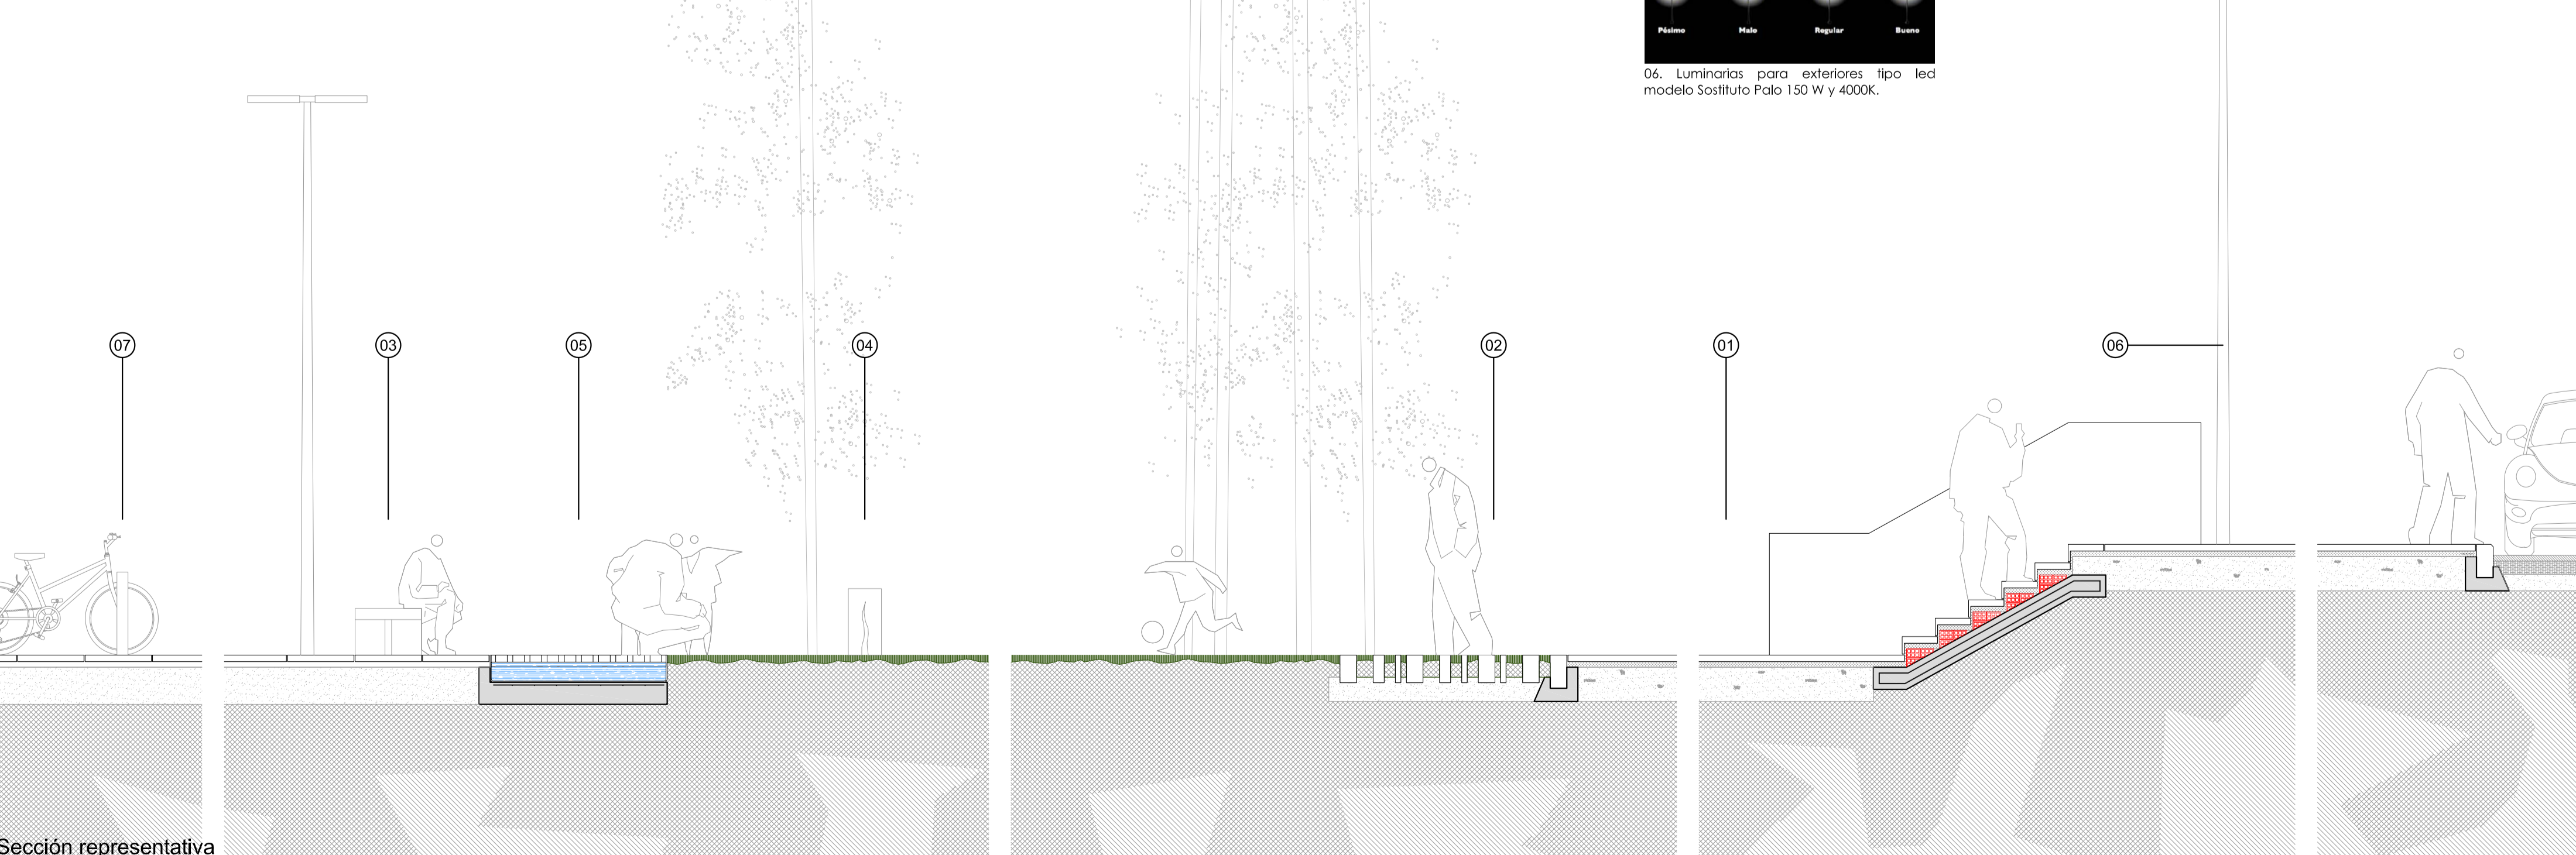 Pésimo Malo Regular Bueno
06. Luminarias para exteriores tipo led
modelo Sostituto Palo 150 W y 4000K.
07 03 05 04 02 01 06
Sección representativa